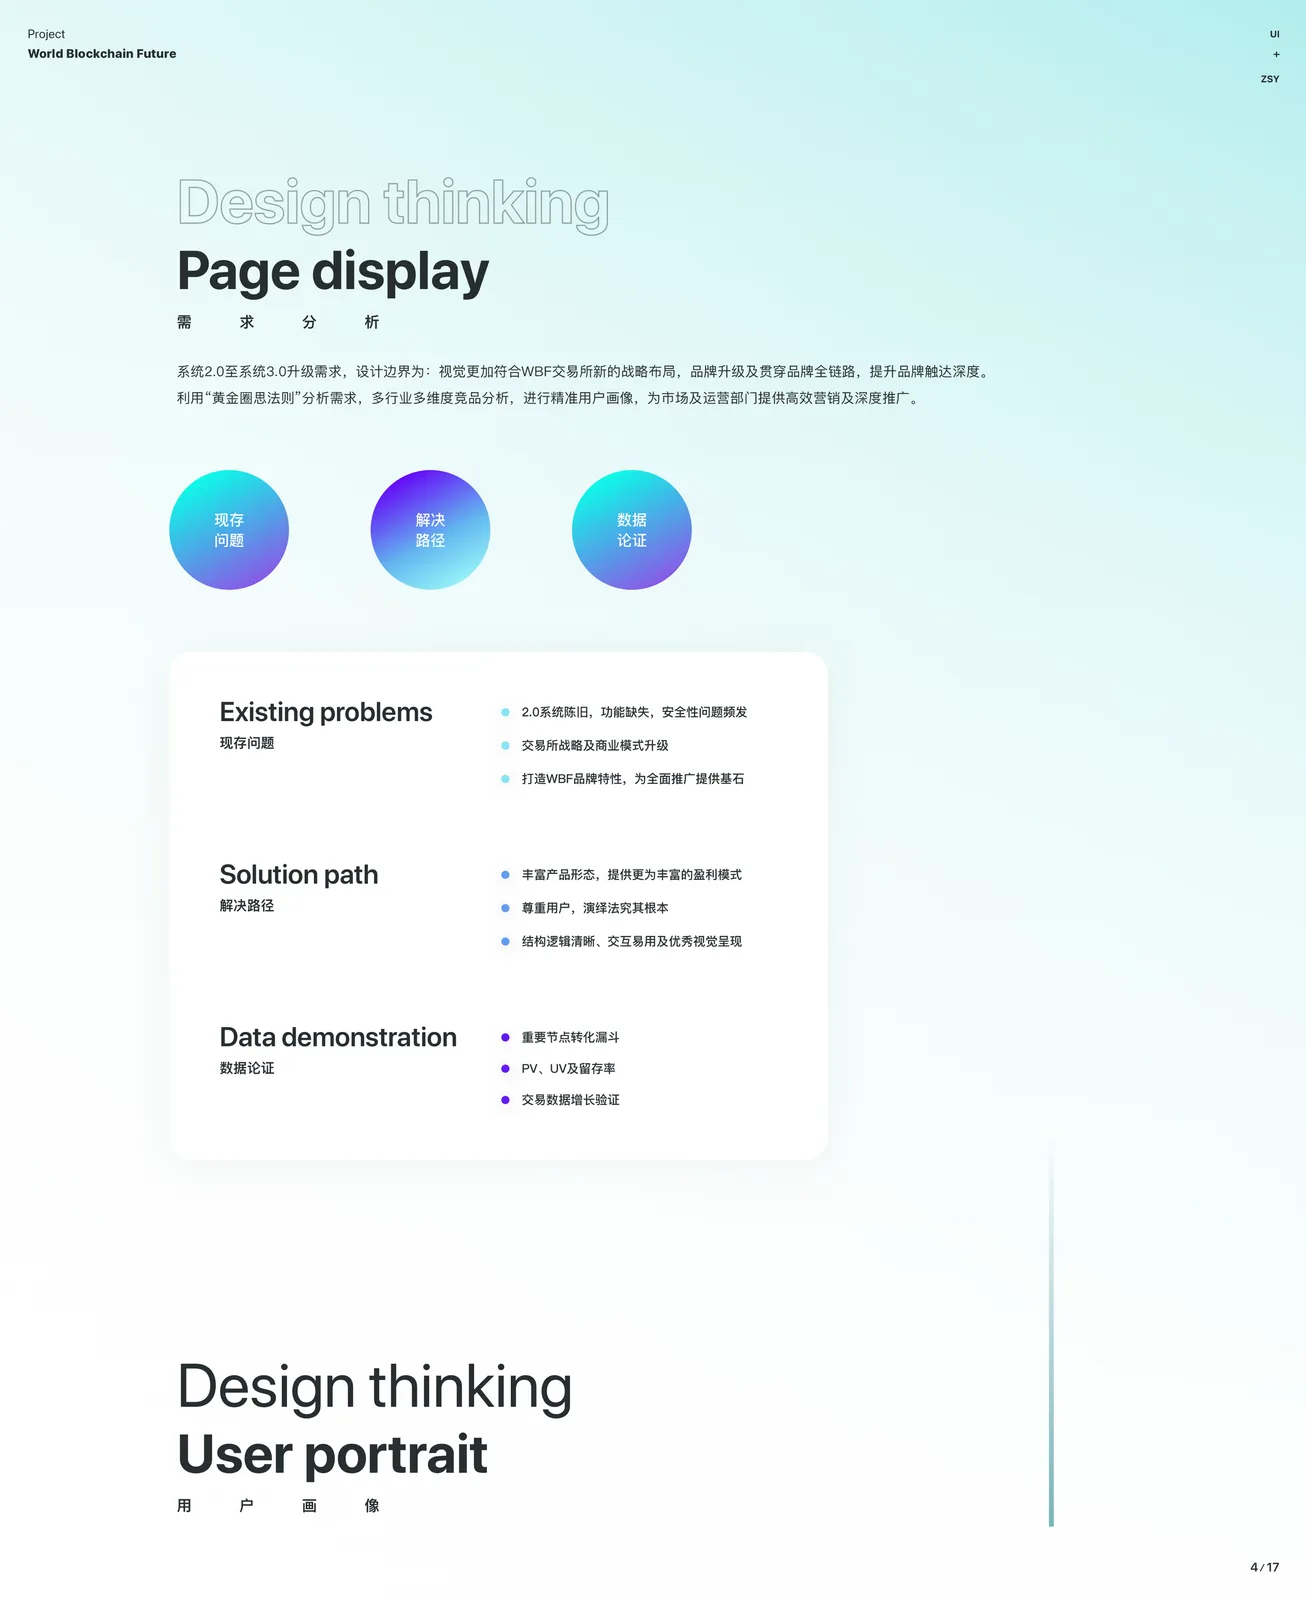 Project
World Blockchain Future
UI
+
ZSY
Design thinking
Page display
需求分析
系统2.0至系统3.0升级需求，设计边界为：视觉更加符合WBF交易所新的战略布局，品牌升级及贯穿品牌全链路，提升品牌触达深度。
利用“黄金圈思法则”分析需求，多行业多维度竞品分析，进行精准用户画像，为市场及运营部门提供高效营销及深度推广。
现存
问题
解决
路径
数据
论证
Existing problems
现存问题
2.0系统陈旧，功能缺失，安全性问题频发
交易所战略及商业模式升级
打造WBF品牌特性，为全面推广提供基石
Solution path
解决路径
丰富产品形态，提供更为丰富的盈利模式
尊重用户，演绎法究其根本
结构逻辑清晰、交互易用及优秀视觉呈现
Data demonstration
数据论证
重要节点转化漏斗
PV、UV及留存率
交易数据增长验证
Design thinking
User portrait
用户画像
4/17